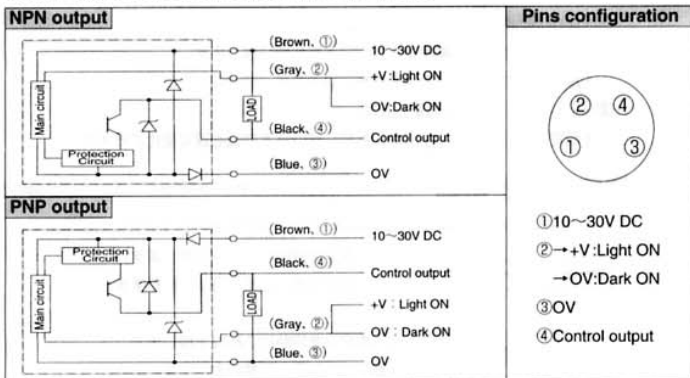 NPN output
(Brown, ①)
10～30V DC
(Gray, ②)
+V:Light ON
Main circuit
LOAD
OV:Dark ON
(Black, ④)
Control output
Protection
Circuit
(Blue, ③)
OV
PNP output
(Brown, ①)
10～30V DC
Protection
Circuit
(Black, ④)
Control output
Main circuit
LOAD
+V : Light ON
(Gray, ②)
OV : Dark ON
(Blue, ③)
OV
Pins configuration
② ④
① ③
①10～30V DC
②→+V:Light ON
→OV:Dark ON
③OV
④Control output